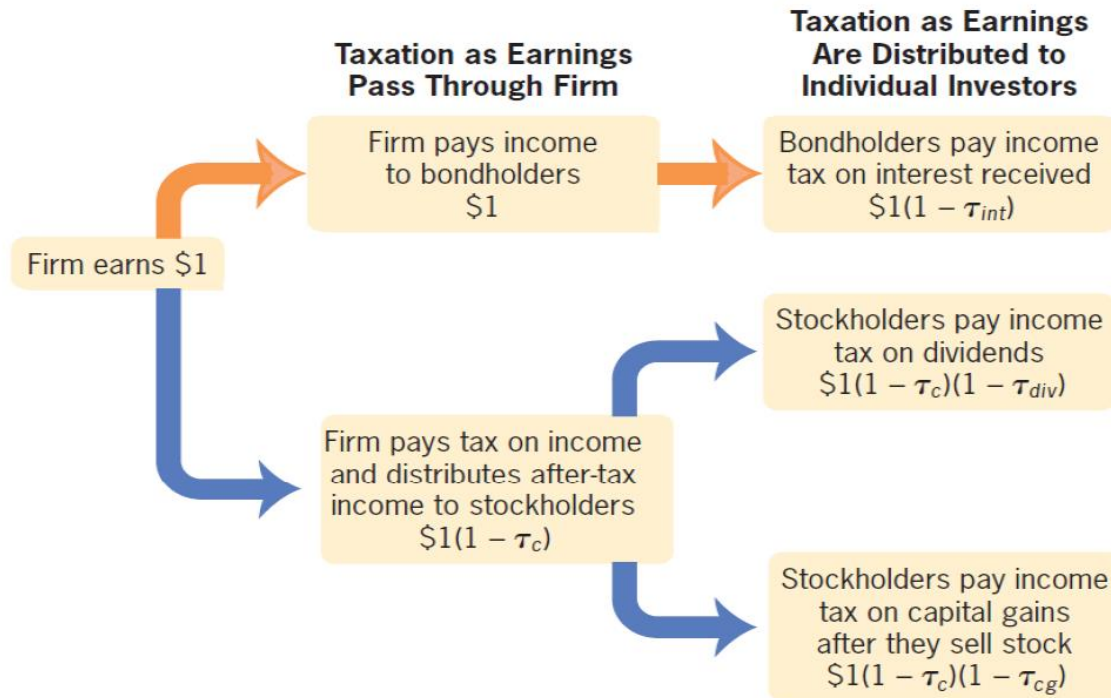 Taxation as Earnings
Pass Through Firm
Taxation as Earnings
Are Distributed to
Individual Investors
Firm earns $1
Firm pays income
to bondholders
$1
Bondholders pay income
tax on interest received
$1(1 – τint)
Firm pays tax on income
and distributes after-tax
income to stockholders
$1(1 – τc)
Stockholders pay income
tax on dividends
$1(1 – τc)(1 – τdiv)
Stockholders pay income
tax on capital gains
after they sell stock
$1(1 – τc)(1 – τcg)